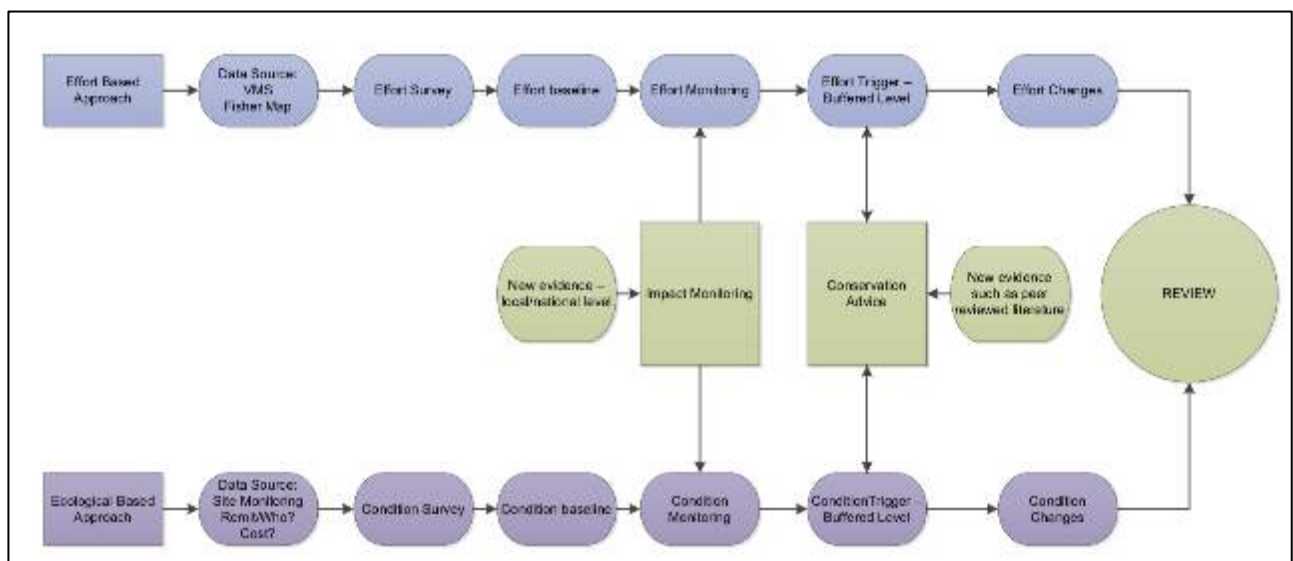 Effort Based
Approach
Data Source:
VMS
Fisher Map
Effort Survey
Effort baseline
Effort Monitoring
Effort Trigger –
Buffered Level
Effort Changes
New evidence –
local/national level
Impact Monitoring
Conservation
Advice
New evidence
such as peer
reviewed literature
REVIEW
Ecological Based
Approach
Data Source:
Site Monitoring
Remit/Who?
Cost?
Condition Survey
Condition baseline
Condition
Monitoring
ConditionTrigger –
Buffered Level
Condition
Changes